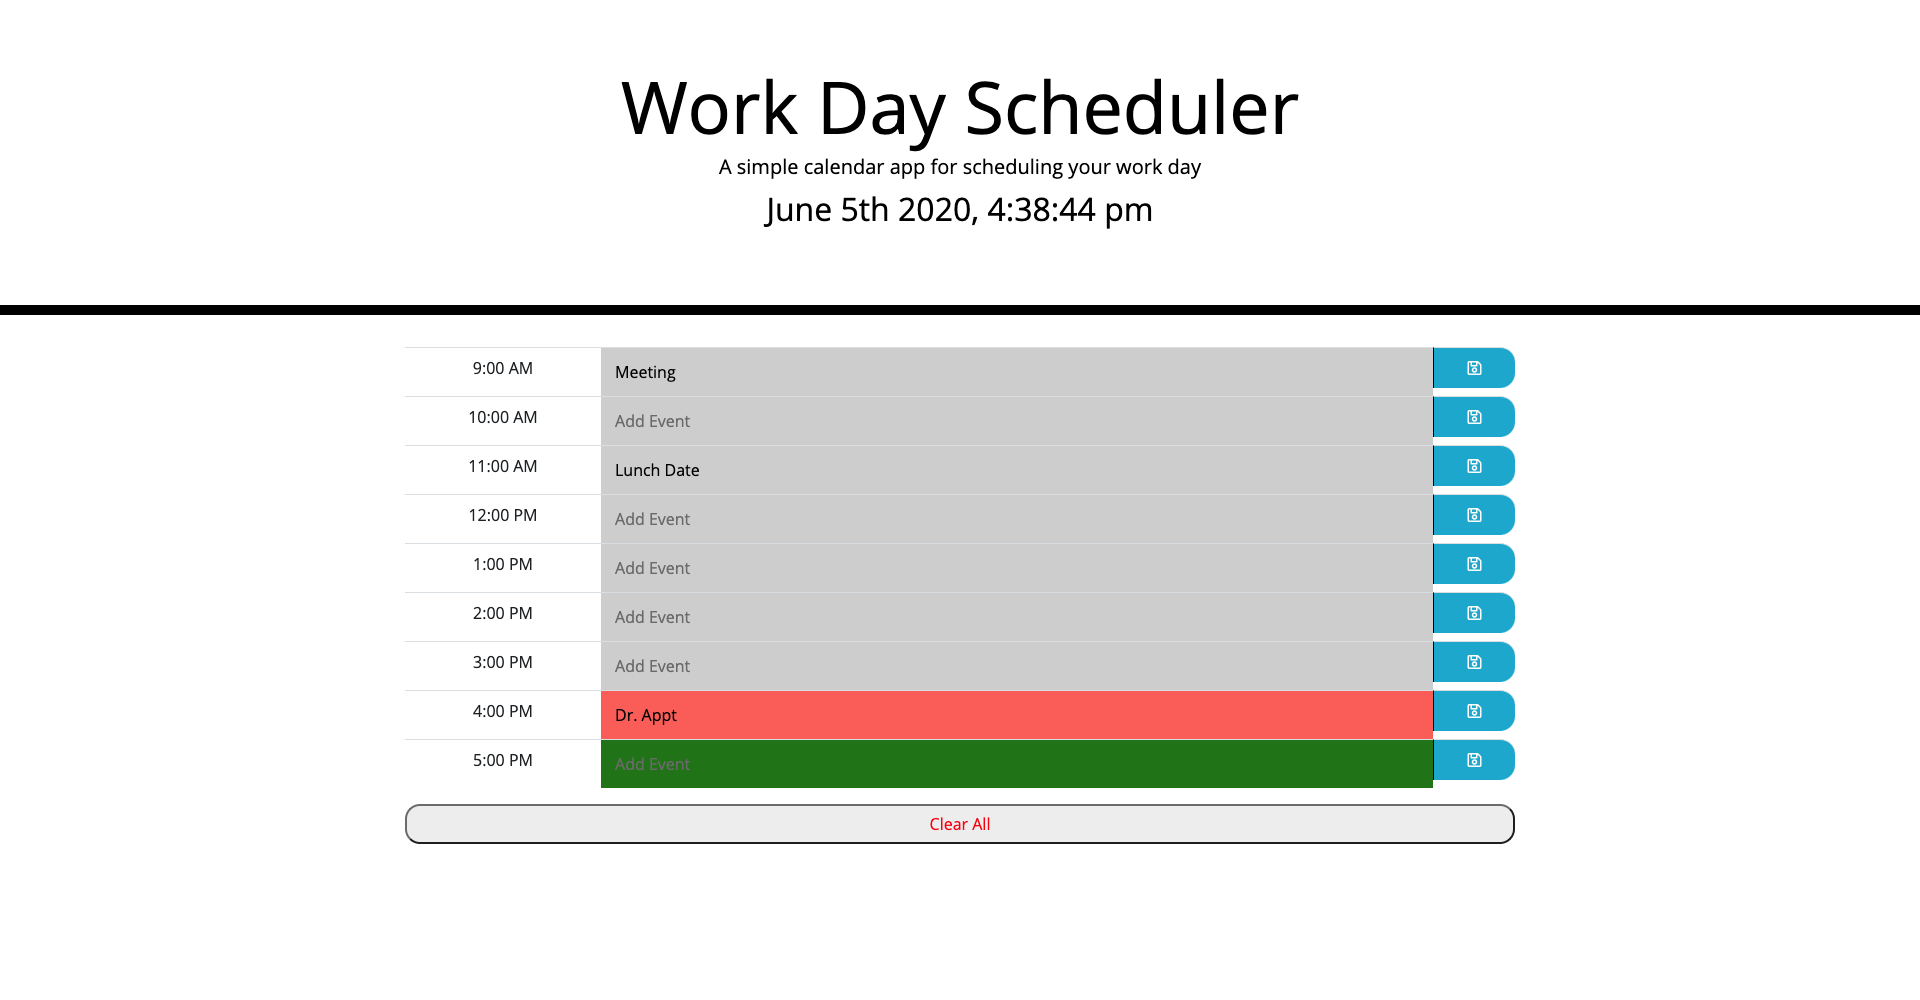 Work Day Scheduler
A simple calendar app for scheduling your work day
June 5th 2020, 4:38:44 pm
9:00 AM Meeting
10:00 AM Add Event
11:00 AM Lunch Date
12:00 PM Add Event
1:00 PM Add Event
2:00 PM Add Event
3:00 PM Add Event
4:00 PM Dr. Appt
5:00 PM Add Event
Clear All